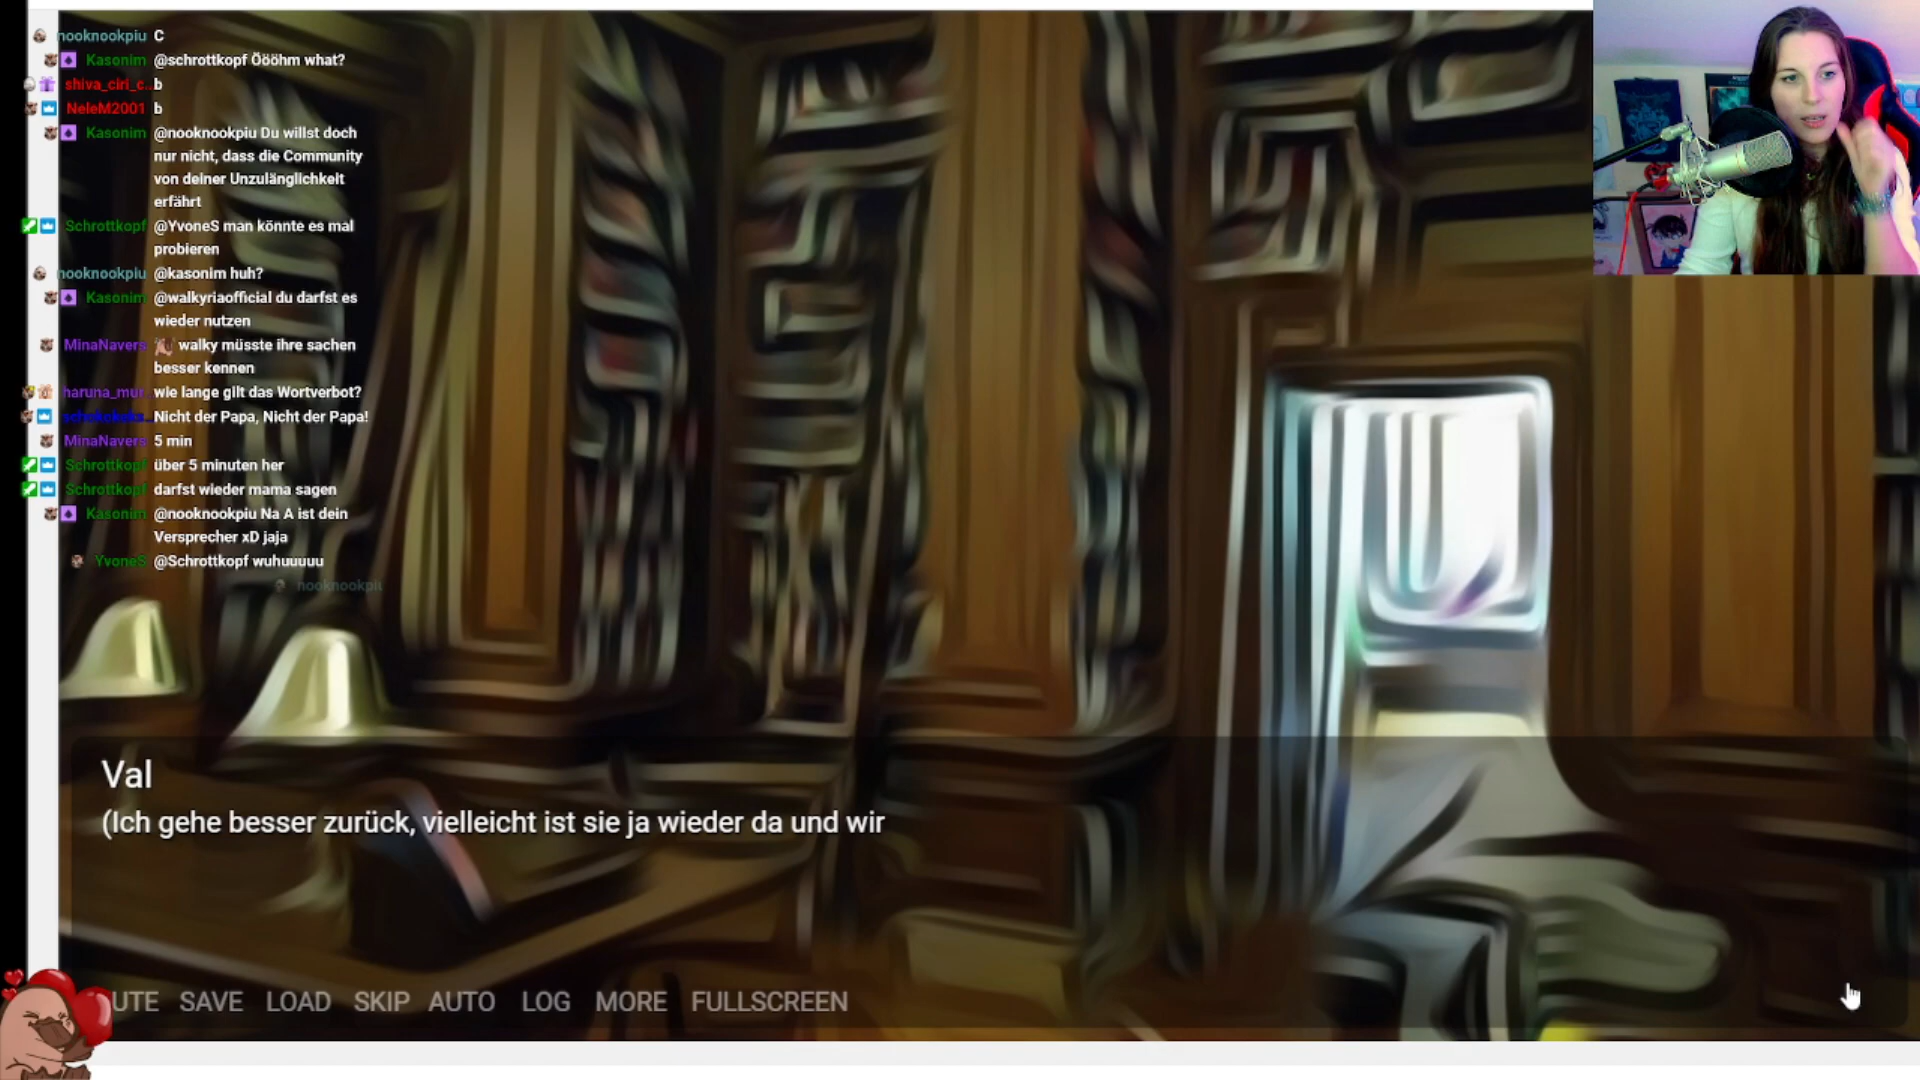 nooknookpiu C
Kasonim @schrottkopf Öööhm what?
shiva_ciri_c.. b
NeleM2001 b
Kasonim @nooknookpiu Du willst doch
nur nicht, dass die Community
von deiner Unzulänglichkeit
erfährt
Schrottkopf @YvoneS man könnte es mal
probieren
nooknookpiu @kasonim huh?
Kasonim @walkyriaofficial du darfst es
wieder nutzen
MinaNavers walky müsste ihre sachen
besser kennen
haruna_mur.. wie lange gilt das Wortverbot?
Nicht der Papa, Nicht der Papa!
MinaNavers 5 min
Schrottkopf über 5 minuten her
Schrottkopf darfst wieder mama sagen
Kasonim @nooknookpiu Na A ist dein
Versprecher xD jaja
YvoneS @Schrottkopf wuhuuuuu
nooknookpiu
Val
(Ich gehe besser zurück, vielleicht ist sie ja wieder da und wir
UTE SAVE LOAD SKIP AUTO LOG MORE FULLSCREEN